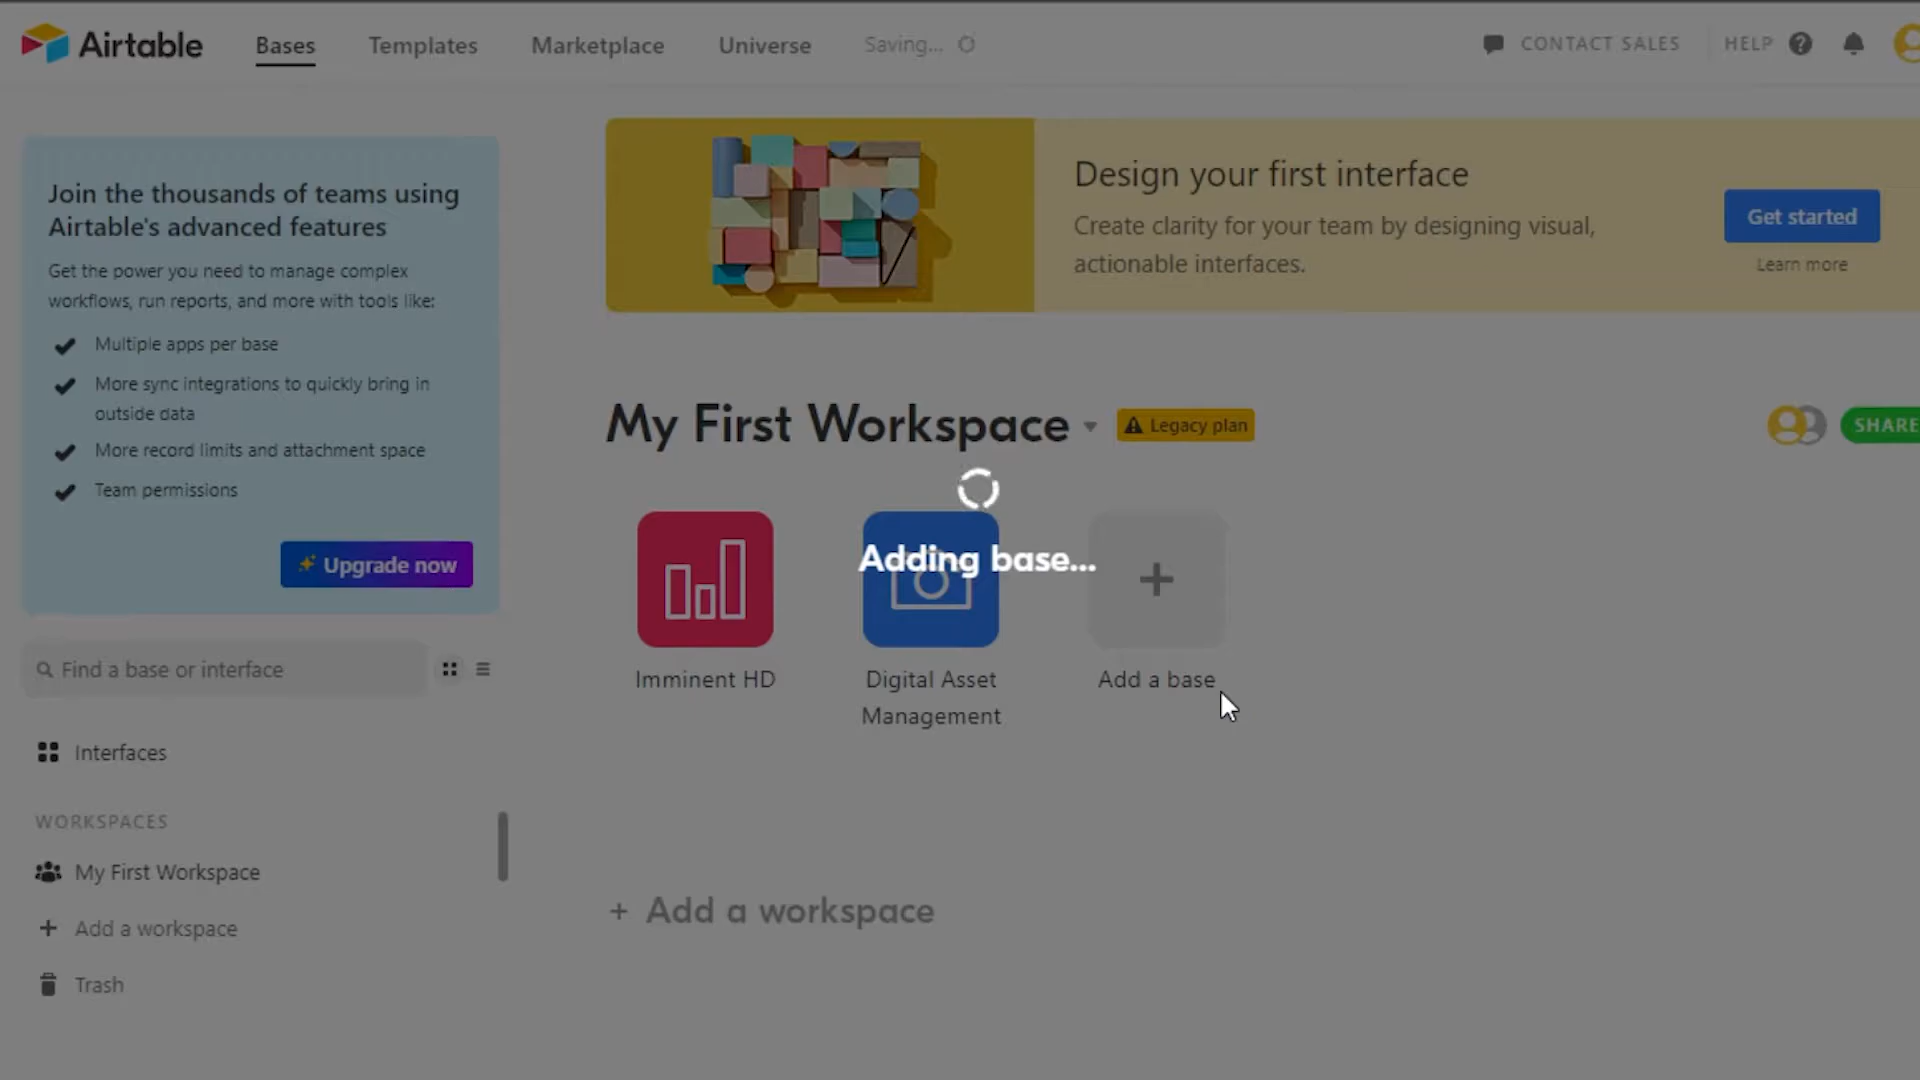 Airtable
Bases
Templates
Marketplace
Universe
Saving...
CONTACT SALES
HELP
Join the thousands of teams using
Airtable's advanced features
Get the power you need to manage complex
workflows, run reports, and more with tools like:
Multiple apps per base
More sync integrations to quickly bring in
outside data
More record limits and attachment space
Team permissions
Upgrade now
Find a base or interface
Interfaces
WORKSPACES
My First Workspace
Add a workspace
Trash
Design your first interface
Create clarity for your team by designing visual,
actionable interfaces.
Get started
Learn more
My First Workspace
Legacy plan
SHARE
Adding base...
Imminent HD
Digital Asset
Management
Add a base
+ Add a workspace